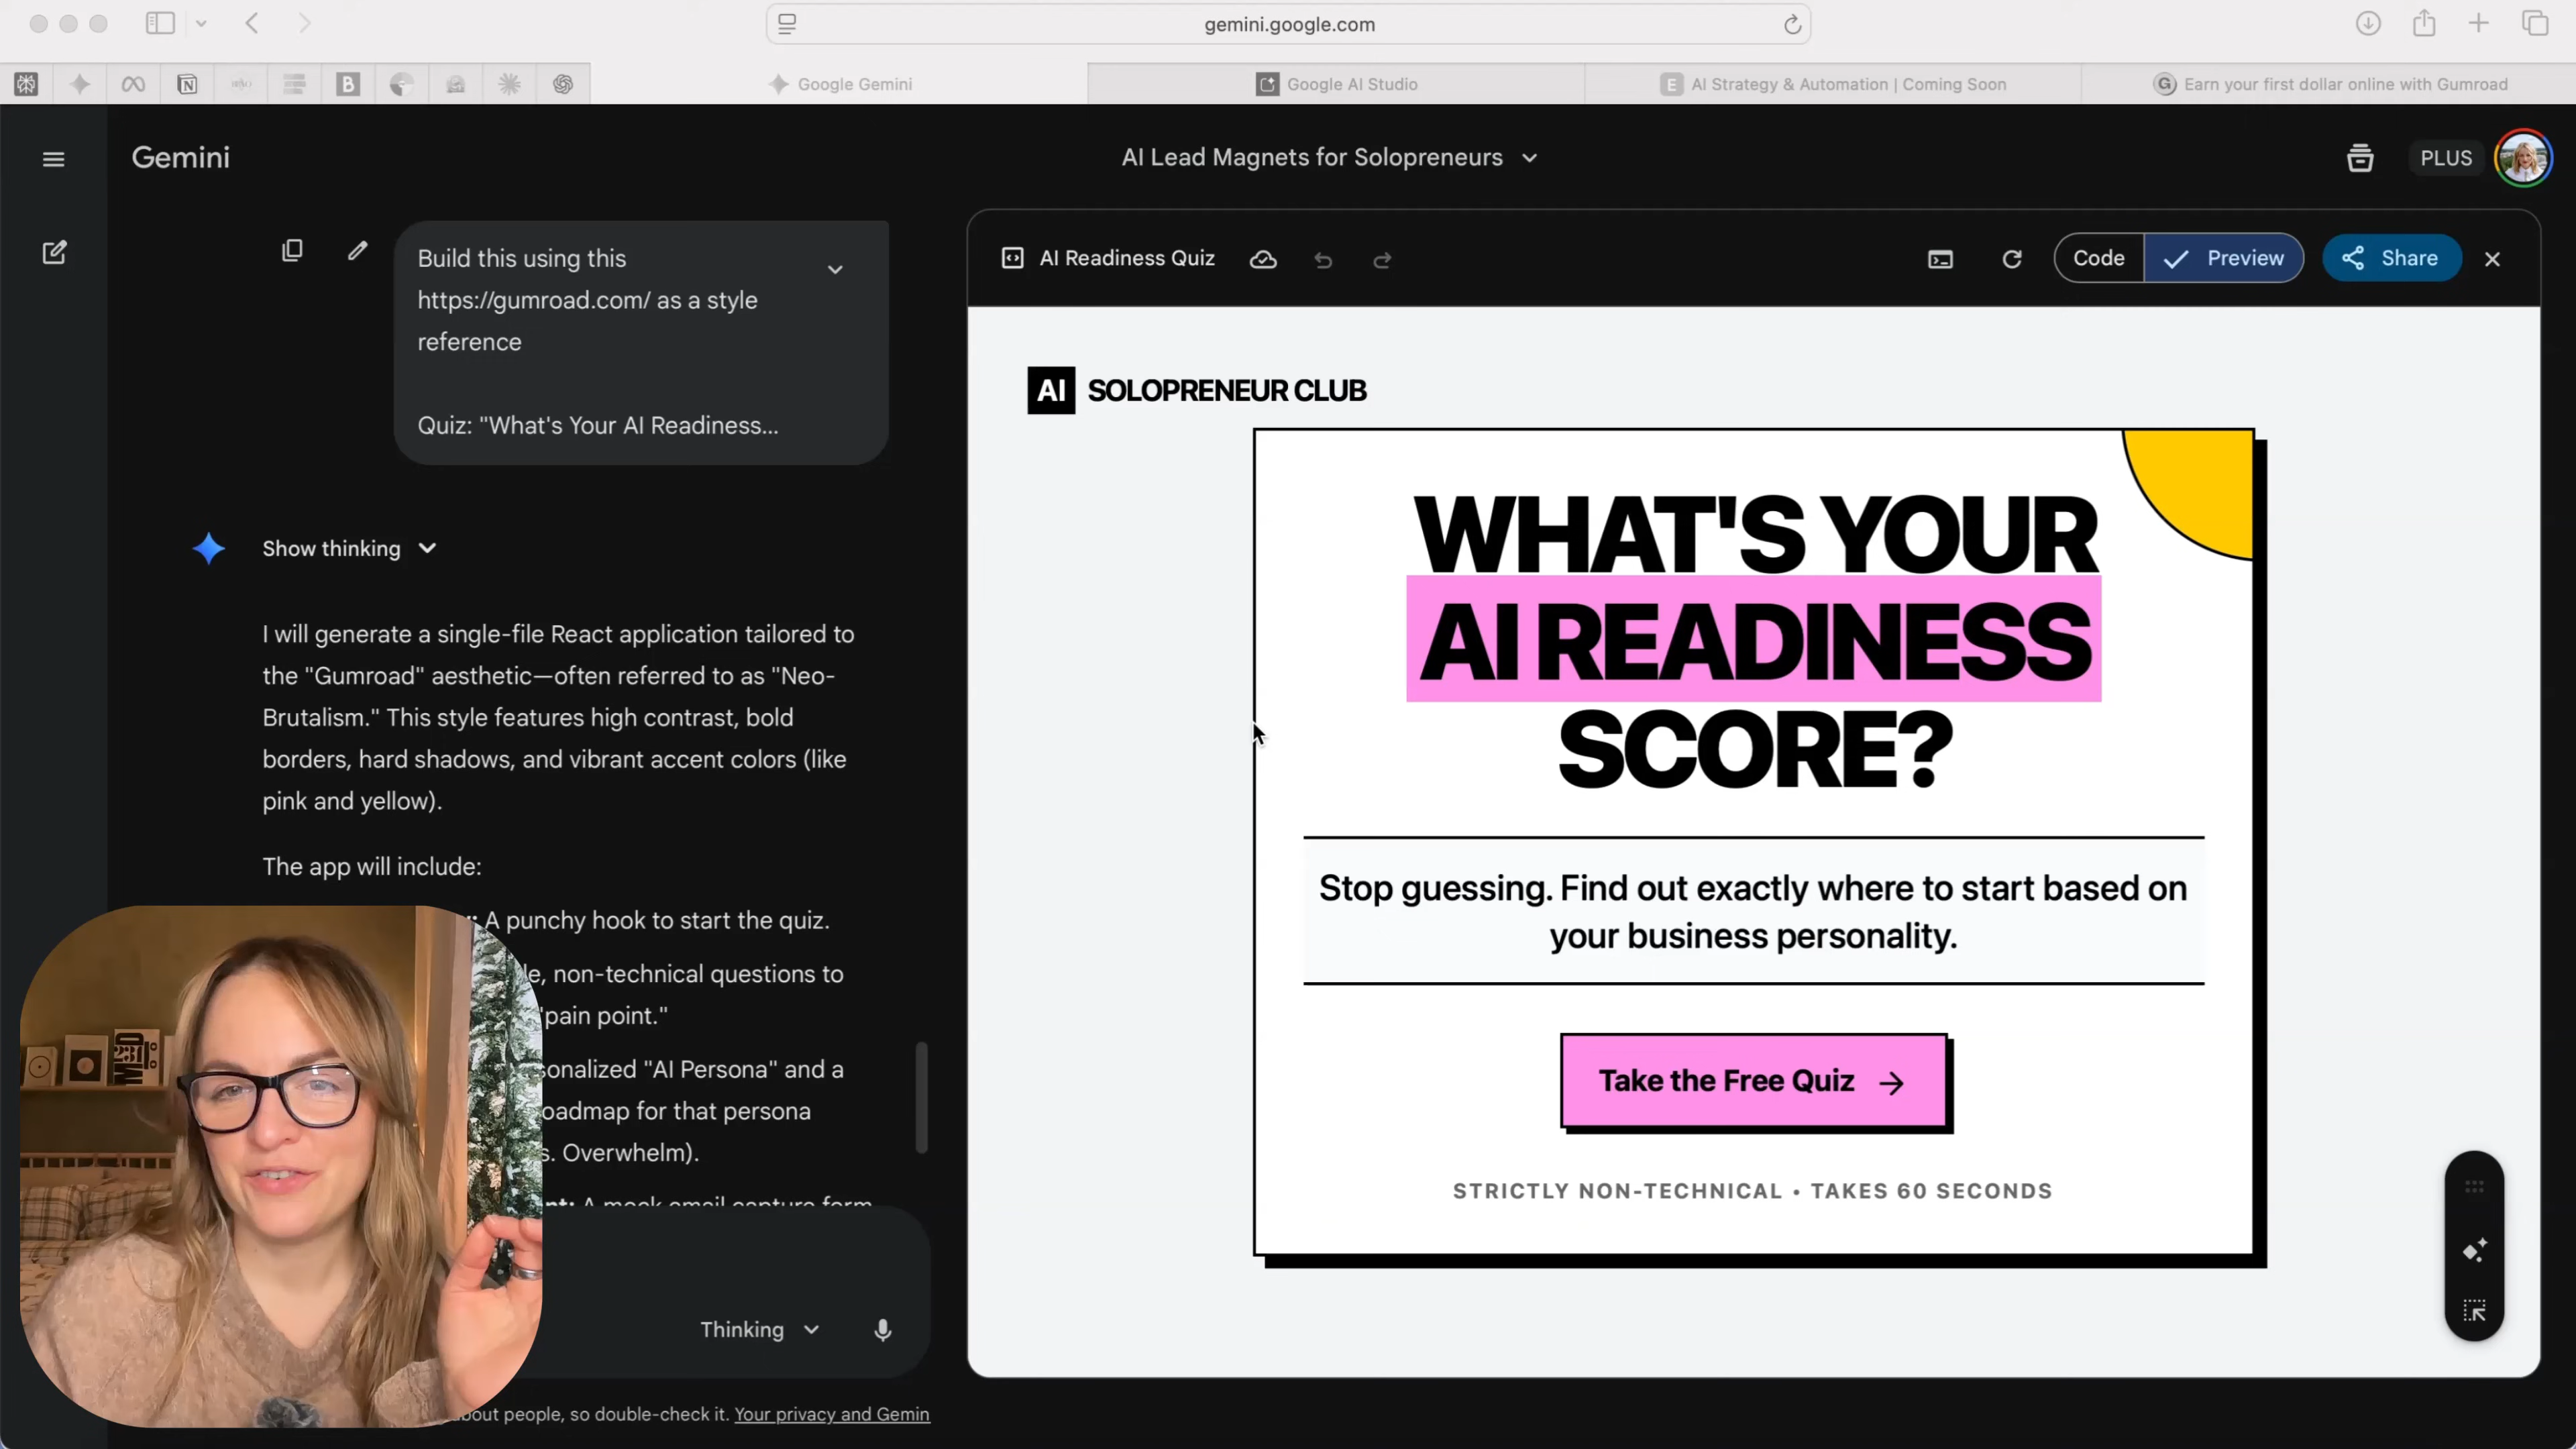 gemini.google.com
Google Gemini
Google AI Studio
E AI Strategy & Automation | Coming Soon
G Earn your first dollar online with Gumroad
B
Gemini
AI Lead Magnets for Solopreneurs
PLUS
Build this using this
https://gumroad.com/ as a style
reference
Quiz: "What's Your AI Readiness...
Show thinking
I will generate a single-file React application tailored to
the "Gumroad" aesthetic—often referred to as "Neo-
Brutalism." This style features high contrast, bold
borders, hard shadows, and vibrant accent colors (like
pink and yellow).
The app will include:
A punchy hook to start the quiz.
non-technical questions to
"pain point."
"AI Persona" and a
for that persona
Overwhelm).
A mock email capture form
Thinking
about people, so double-check it. Your privacy and Gemin
AI Readiness Quiz
Code
Preview
Share
AI SOLOPRENEUR CLUB
WHAT'S YOUR
AI READINESS
SCORE?
Stop guessing. Find out exactly where to start based on
your business personality.
Take the Free Quiz →
STRICTLY NON-TECHNICAL • TAKES 60 SECONDS